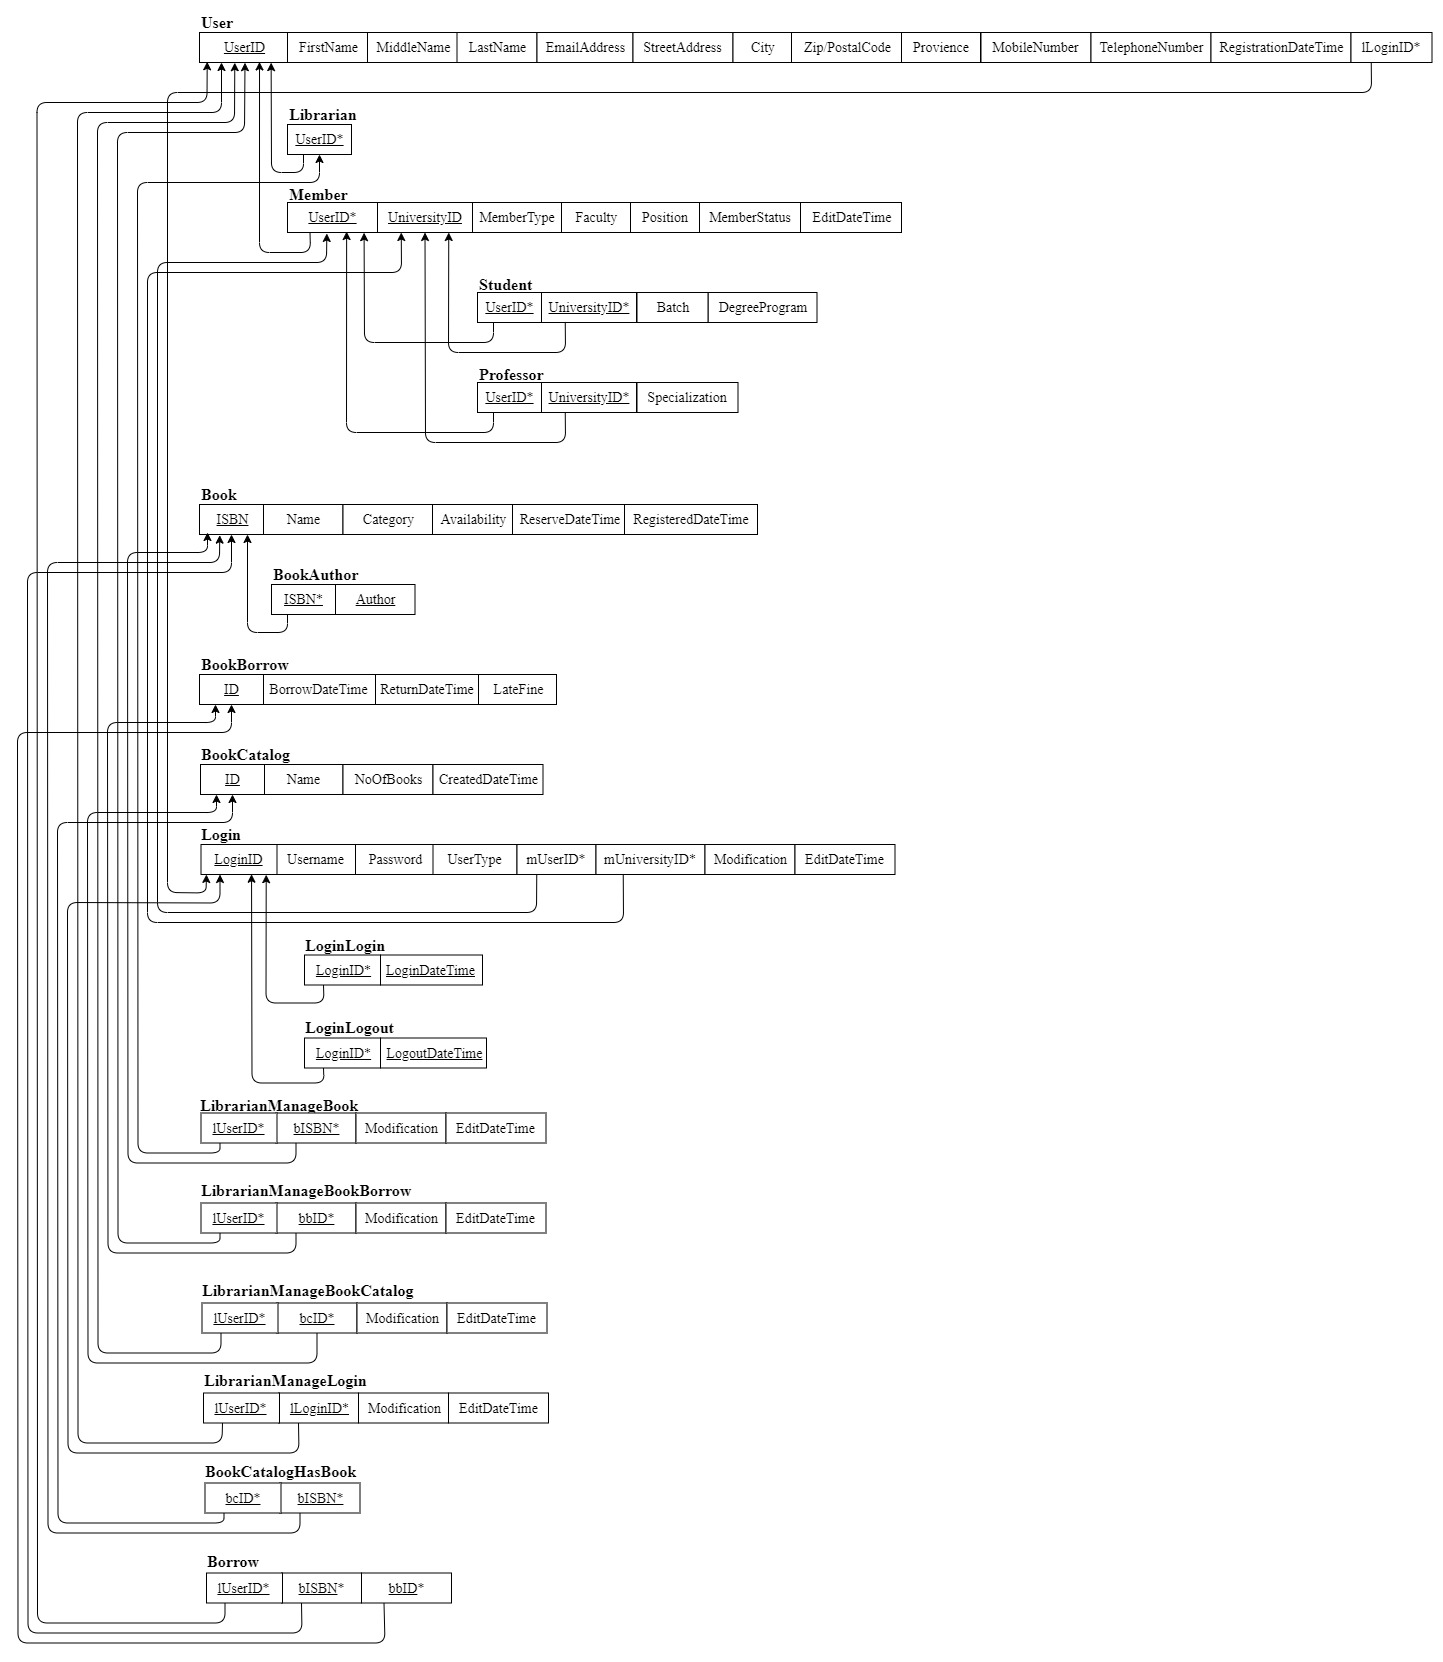 User
UserID FirstName MiddleName LastName EmailAddress StreetAddress City Zip/PostalCode Provience MobileNumber TelephoneNumber RegistrationDateTime lLoginID*
Librarian
UserID*
Member
UserID* UniversityID MemberType Faculty Position MemberStatus EditDateTime
Student
UserID* UniversityID* Batch DegreeProgram
Professor
UserID* UniversityID* Specialization
Book
ISBN Name Category Availability ReserveDateTime RegisteredDateTime
BookAuthor
ISBN* Author
BookBorrow
ID BorrowDateTime ReturnDateTime LateFine
BookCatalog
ID Name NoOfBooks CreatedDateTime
Login
LoginID Username Password UserType mUserID* mUniversityID* Modification EditDateTime
LoginLogin
LoginID* LoginDateTime
LoginLogout
LoginID* LogoutDateTime
LibrarianManageBook
lUserID* bISBN* Modification EditDateTime
LibrarianManageBookBorrow
lUserID* bbID* Modification EditDateTime
LibrarianManageBookCatalog
lUserID* bcID* Modification EditDateTime
LibrarianManageLogin
lUserID* lLoginID* Modification EditDateTime
BookCatalogHasBook
bcID* bISBN*
Borrow
lUserID* bISBN* bbID*